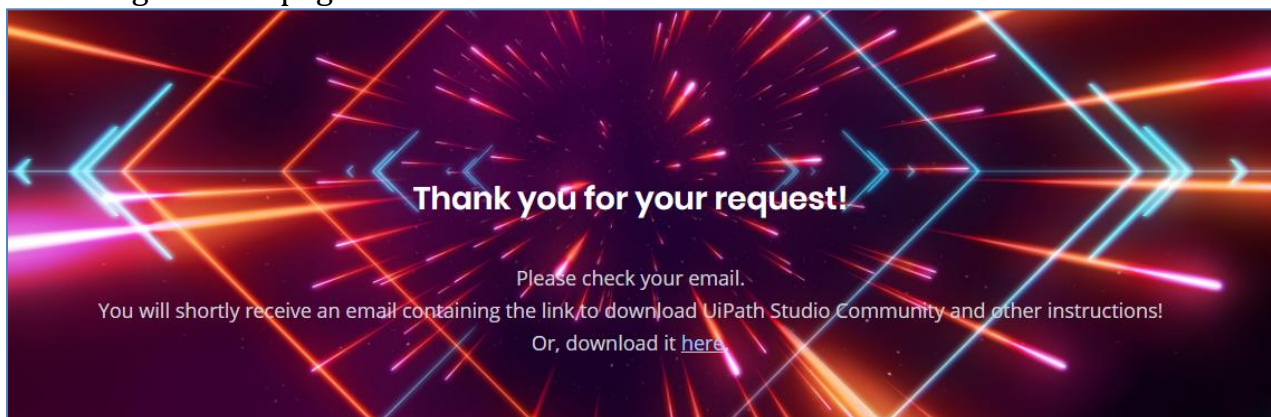 Thank you for your request!
Please check your email.
You will shortly receive an email containing the link to download UiPath Studio Community and other instructions!
Or, download it here.